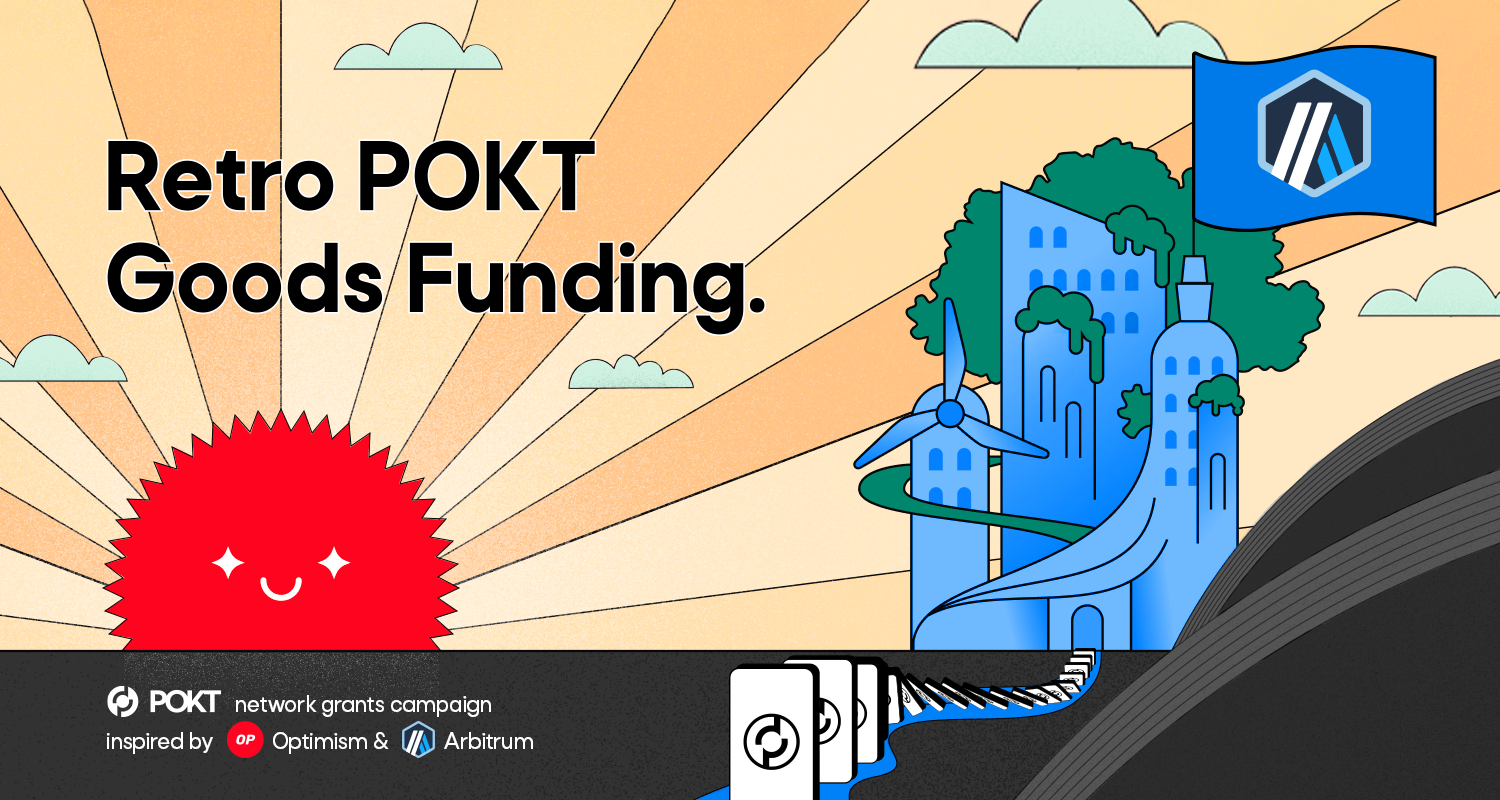 Retro POKT
Goods Funding.
POKT network grants campaign
inspired by OP Optimism & Arbitrum